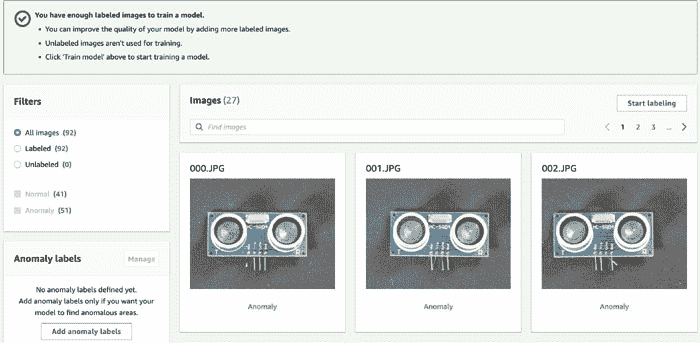 You have enough labeled images to train a model.
• You can improve the quality of your model by adding more labeled images.
• Unlabeled images aren't used for training.
• Click 'Train model' above to start training a model.
Filters
All images (92)
Labeled (92)
Unlabeled (0)
Normal (41)
Anomaly (51)
Anomaly labels
Manage
No anomaly labels defined yet.
Add anomaly labels only if you want your
model to find anomalous areas.
Add anomaly labels
Images (27)
Start labeling
Find images
< 1 2 3 ... >
000.JPG
001.JPG
002.JPG
Anomaly
Anomaly
Anomaly